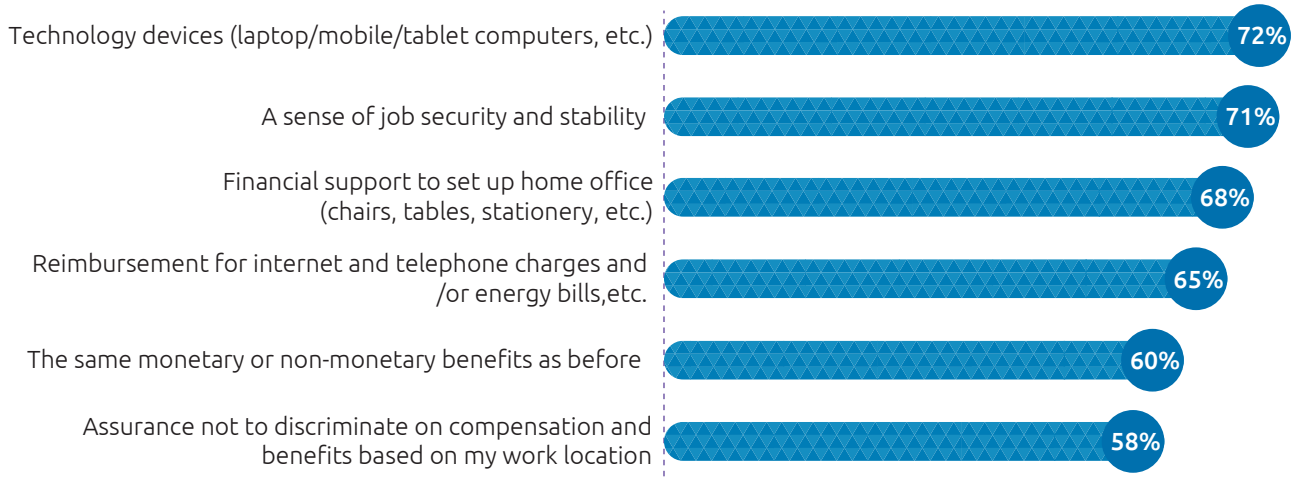 Technology devices (laptop/mobile/tablet computers, etc.) 72%
A sense of job security and stability 71%
Financial support to set up home office
(chairs, tables, stationery, etc.) 68%
Reimbursement for internet and telephone charges and
/or energy bills,etc. 65%
The same monetary or non-monetary benefits as before 60%
Assurance not to discriminate on compensation and
benefits based on my work location 58%